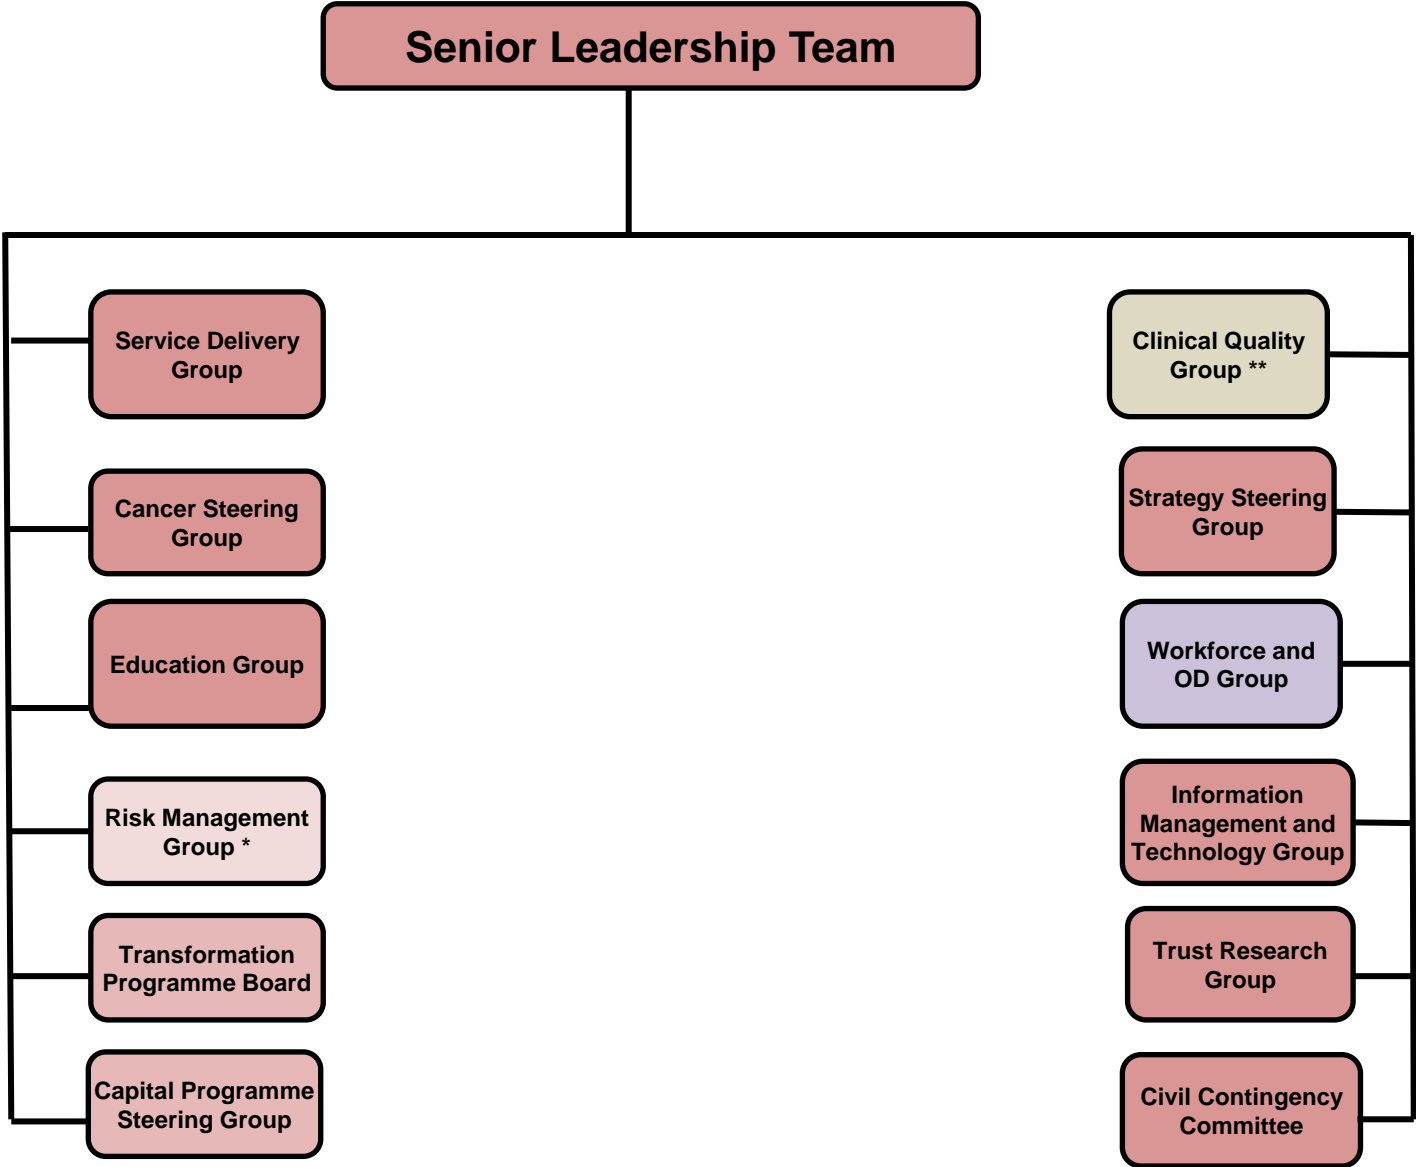 Senior Leadership Team
Service Delivery
Group
Cancer Steering
Group
Education Group
Risk Management
Group *
Transformation
Programme Board
Capital Programme
Steering Group
Clinical Quality
Group **
Strategy Steering
Group
Workforce and
OD Group
Information
Management and
Technology Group
Trust Research
Group
Civil Contingency
Committee